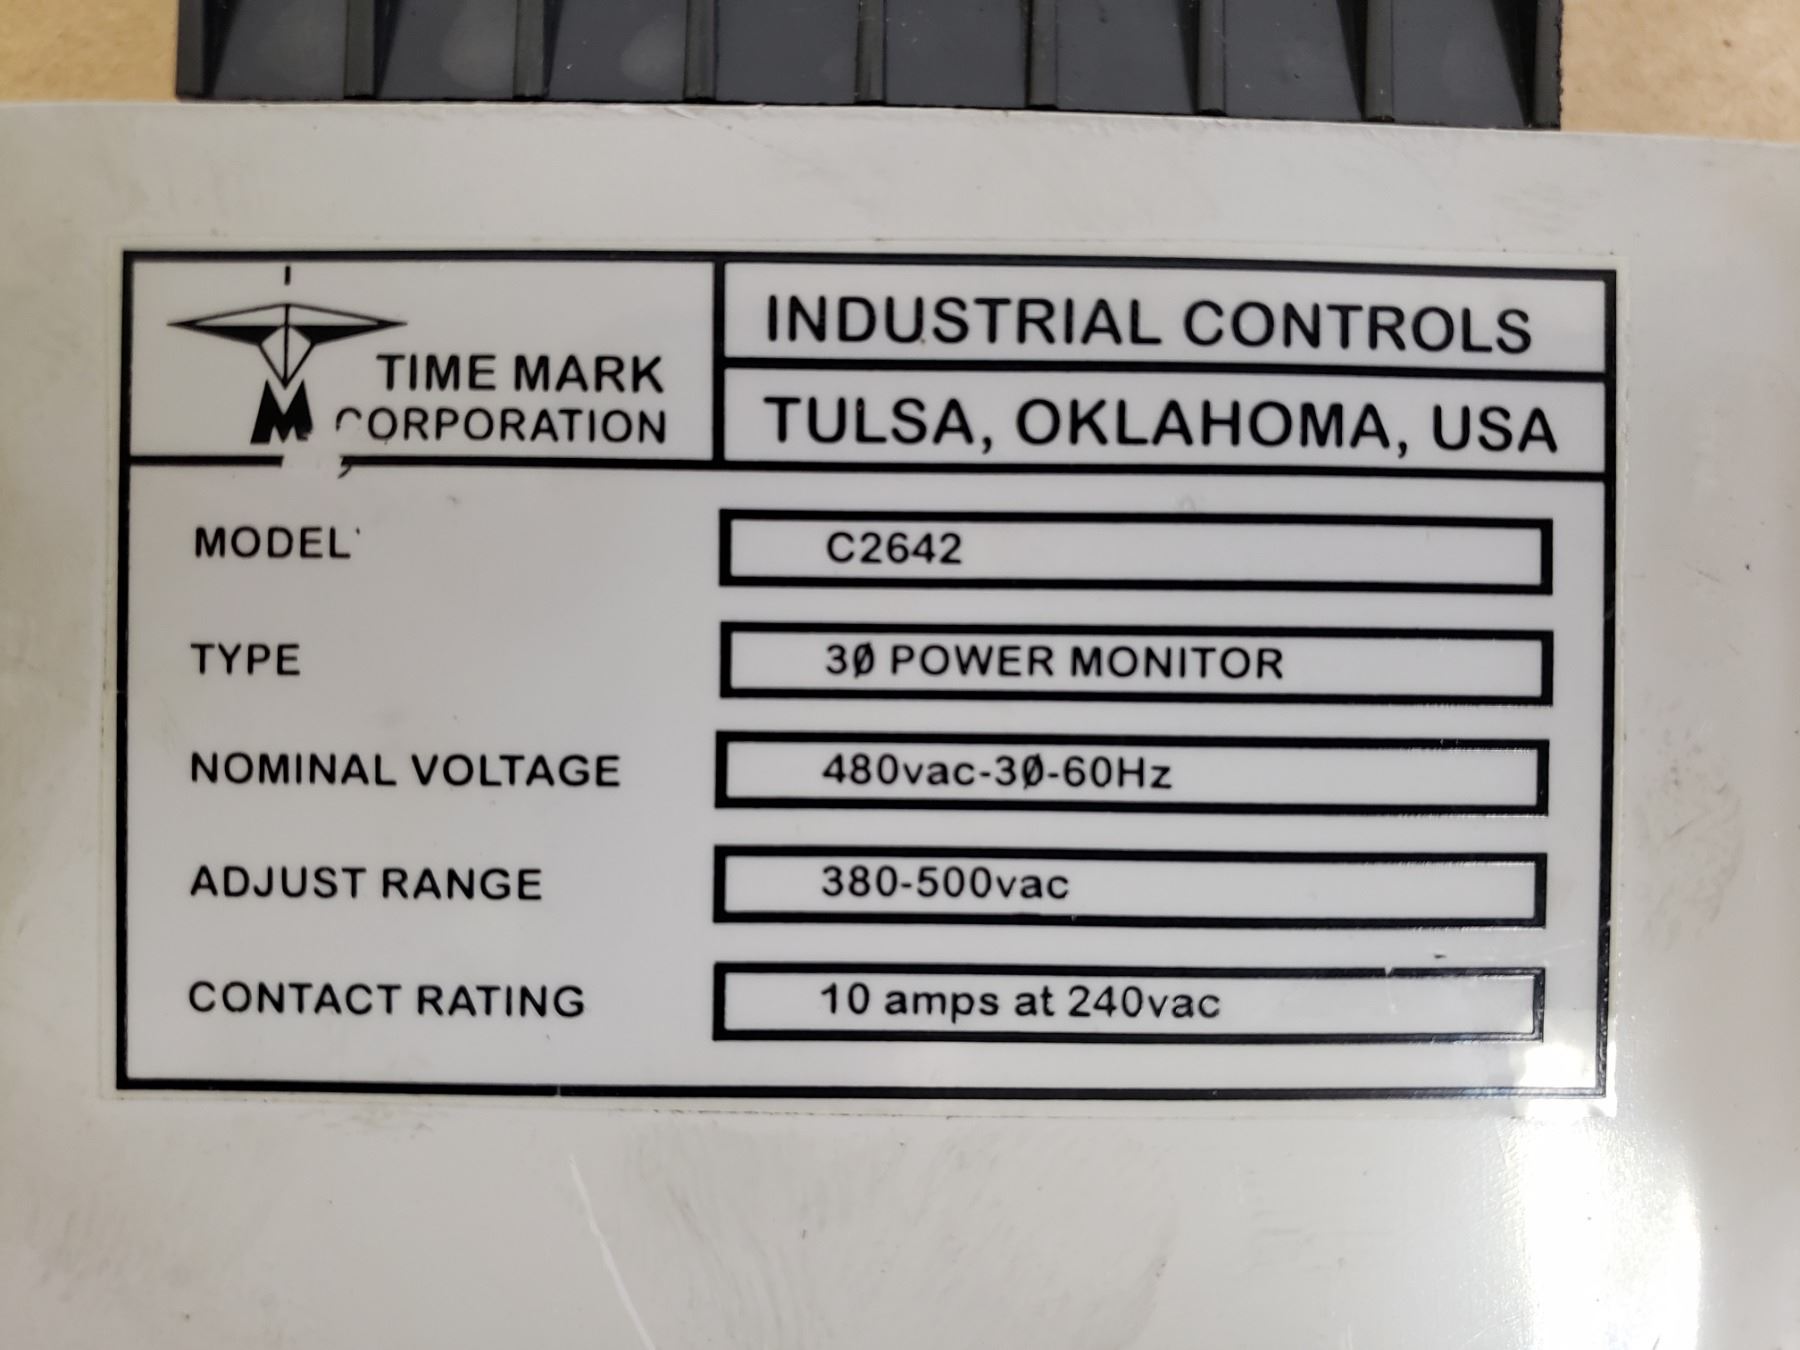 TIME MARK
CORPORATION
INDUSTRIAL CONTROLS
TULSA, OKLAHOMA, USA
MODEL C2642
TYPE 3Ø POWER MONITOR
NOMINAL VOLTAGE 480vac-3Ø-60Hz
ADJUST RANGE 380-500vac
CONTACT RATING 10 amps at 240vac